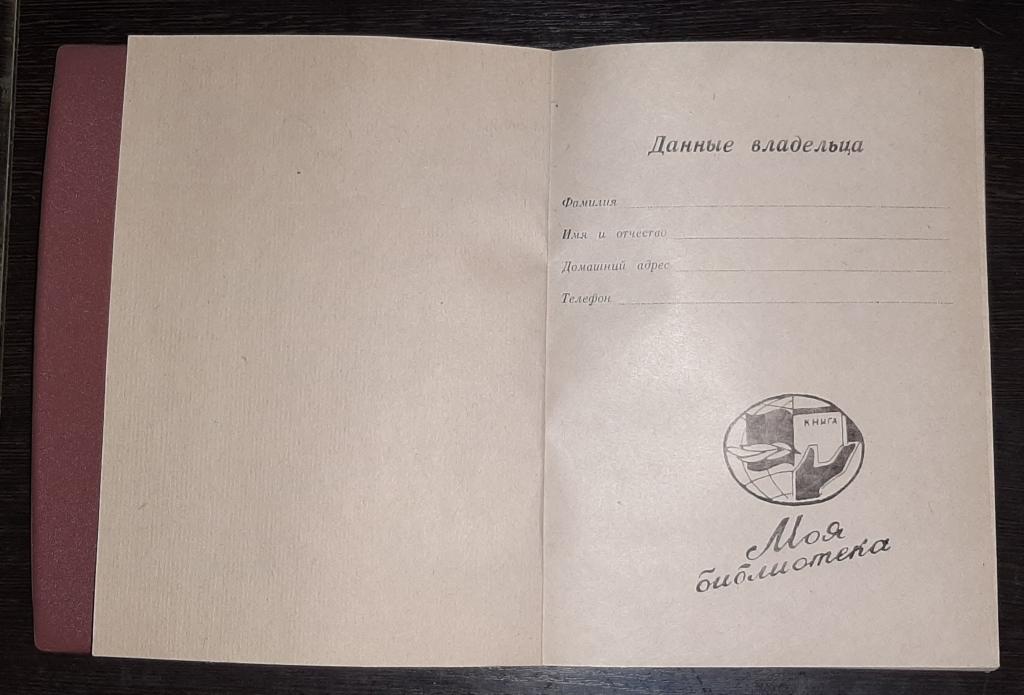 Данные владельца
Фамилия
Имя и отчество
Домашний адрес
Телефон
КНИГА
Моя
библиотека